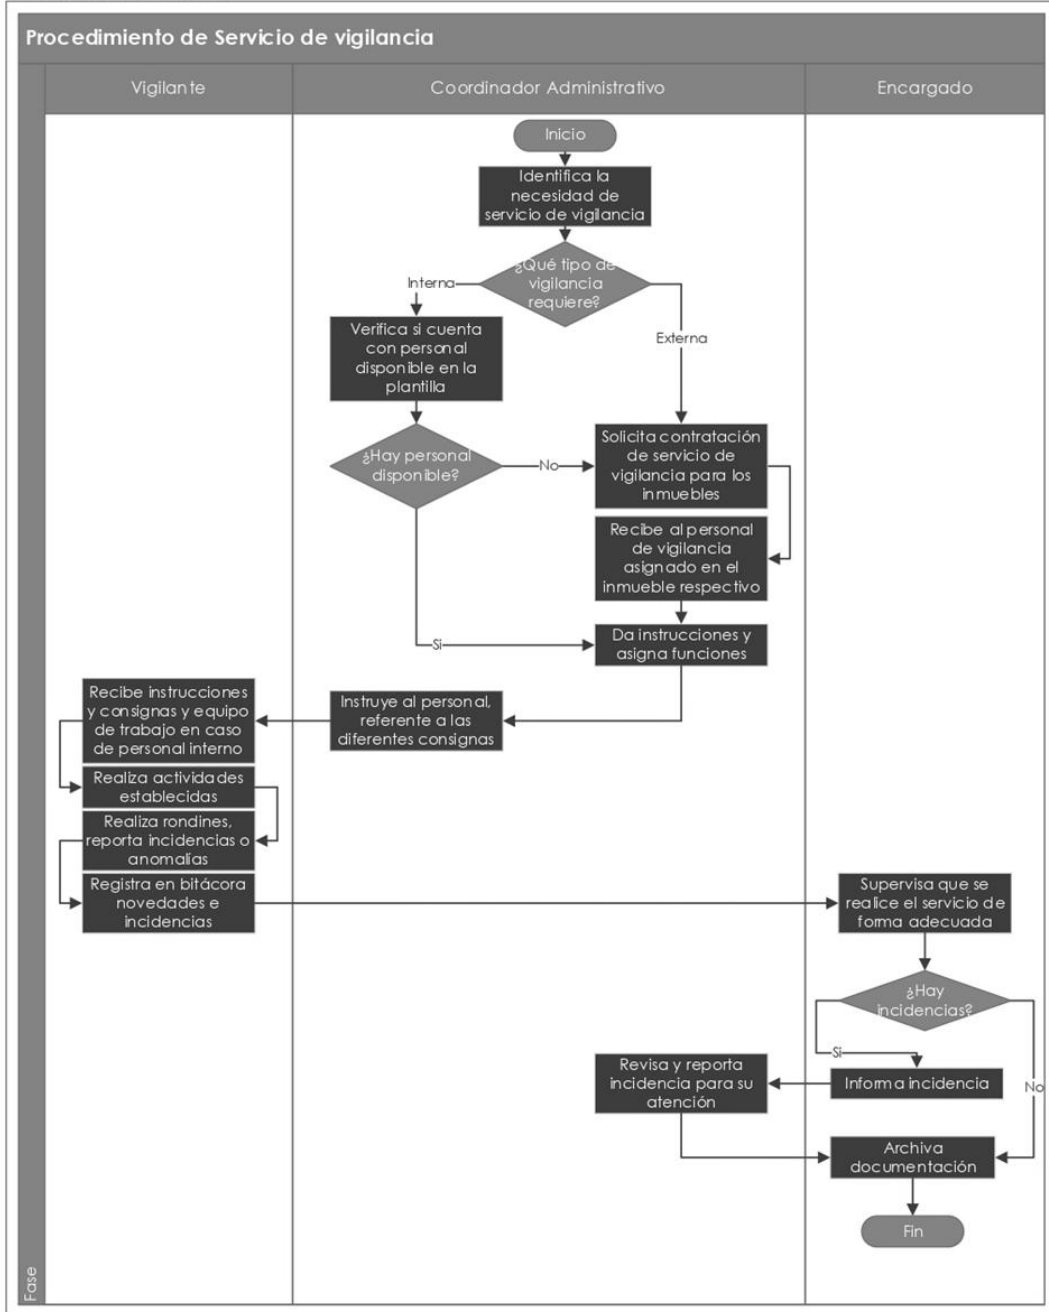 Procedimiento de Servicio de vigilancia
Vigilante
Coordinador Administrativo
Encargado
Inicio
Identifica la
necesidad de
servicio de vigilancia
¿Qué tipo de
vigilancia
requiere?
Interna
Externa
Verifica si cuenta
con personal
disponible en la
plantilla
¿Hay personal
disponible?
No
Solicita contratación
de servicio de
vigilancia para los
inmuebles
Recibe al personal
de vigilancia
asignado en el
inmueble respectivo
Si
Da instrucciones y
asigna funciones
Instruye al personal,
referente a las
diferentes consignas
Recibe instrucciones
y consignas y equipo
de trabajo en caso
de personal interno
Realiza actividades
establecidas
Realiza rondines,
reporta incidencias o
anomalías
Registra en bitácora
novedades e
incidencias
Supervisa que se
realice el servicio de
forma adecuada
¿Hay
incidencias?
Si
No
Informa incidencia
Revisa y reporta
incidencia para su
atención
Archiva
documentación
Fin
Fase